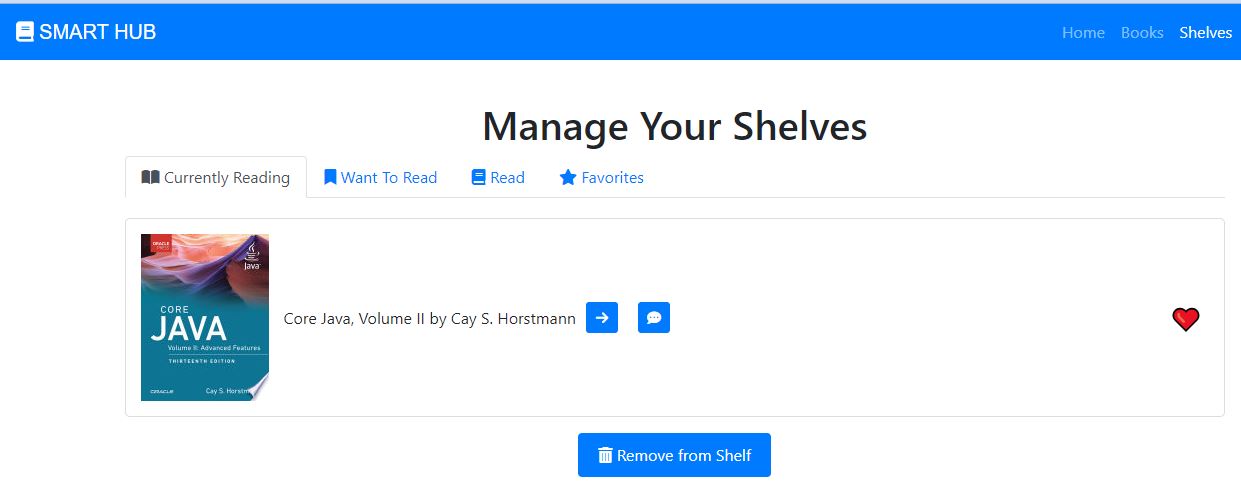 SMART HUB
Home Books Shelves
Manage Your Shelves
Currently Reading Want To Read Read Favorites
ORACLE
PRESS
Java
CORE
JAVA
Volume II: Advanced Features
THIRTEENTH EDITION
ORACLE
Cay S.
Core Java, Volume II by Cay S. Horstmann
Remove from Shelf